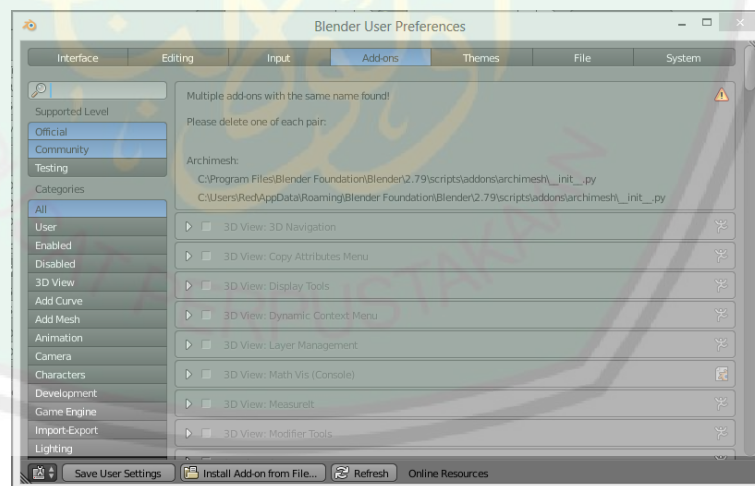 Blender User Preferences
Interface Editing Input Add-ons Themes File System
Supported Level
Official
Community
Testing
Categories
All
User
Enabled
Disabled
3D View
Add Curve
Add Mesh
Animation
Camera
Characters
Development
Game Engine
Import-Export
Lighting
Multiple add-ons with the same name found!
Please delete one of each pair:
Archimesh:
C:\Program Files\Blender Foundation\Blender\2.79\scripts\addons\archimesh\__init__.py
C:\Users\Red\AppData\Roaming\Blender Foundation\Blender\2.79\scripts\addons\archimesh\__init__.py
3D View: 3D Navigation
3D View: Copy Attributes Menu
3D View: Display Tools
3D View: Dynamic Context Menu
3D View: Layer Management
3D View: Math Vis (Console)
3D View: MeasureIt
3D View: Modifier Tools
Save User Settings Install Add-on from File... Refresh Online Resources
PERPUSTAKAAN